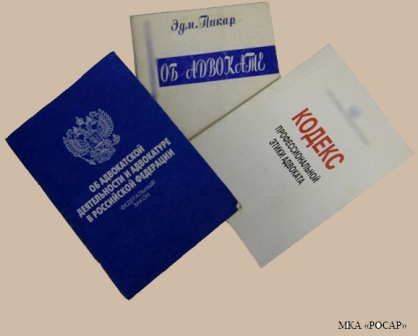 Эдм. Пикар
ОБ АДВОКАТЕ
ОБ АДВОКАТСКОЙ
ДЕЯТЕЛЬНОСТИ И АДВОКАТУРЕ
В РОССИЙСКОЙ ФЕДЕРАЦИИ
ФЕДЕРАЛЬНЫЙ
ЗАКОН
КОДЕКС
ПРОФЕССИОНАЛЬНОЙ
ЭТИКИ АДВОКАТА
МКА «РОСАР»